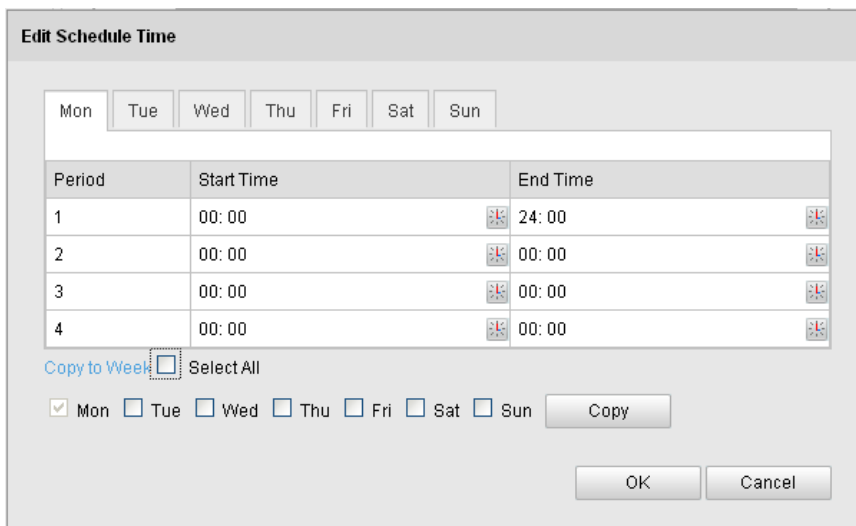 Edit Schedule Time
Mon Tue Wed Thu Fri Sat Sun
Period Start Time End Time
1 00: 00 24: 00
2 00: 00 00: 00
3 00: 00 00: 00
4 00: 00 00: 00
Copy to Week Select All
Mon Tue Wed Thu Fri Sat Sun Copy
OK Cancel